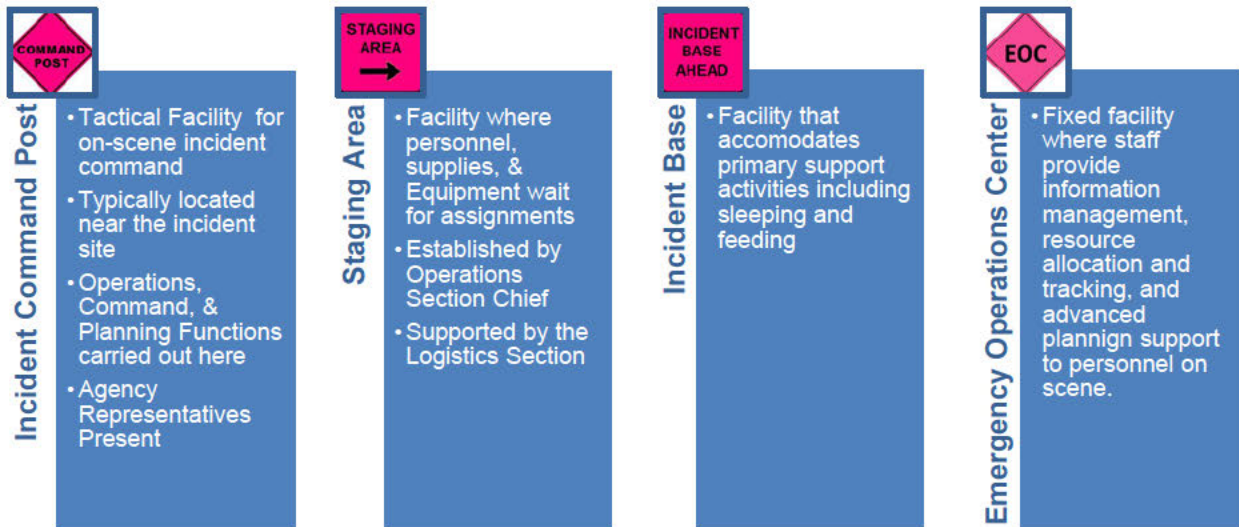 COMMAND
POST
Incident Command Post
• Tactical Facility for
on-scene incident
command
• Typically located
near the incident
site
• Operations,
Command, &
Planning Functions
carried out here
• Agency
Representatives
Present
STAGING
AREA
Staging Area
• Facility where
personnel,
supplies, &
Equipment wait
for assignments
• Established by
Operations
Section Chief
• Supported by the
Logistics Section
INCIDENT
BASE
AHEAD
Incident Base
• Facility that
accomodates
primary support
activities including
sleeping and
feeding
EOC
Emergency Operations Center
• Fixed facility
where staff
provide
information
management,
resource
allocation and
tracking, and
advanced
plannign support
to personnel on
scene.